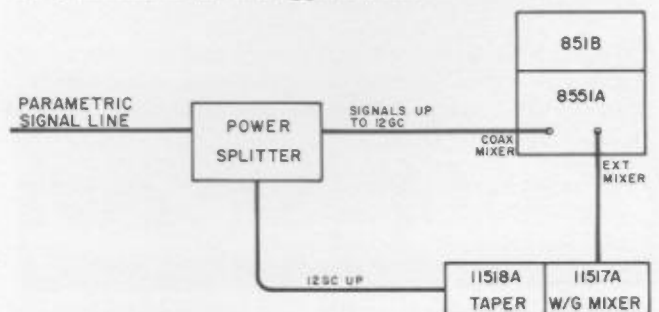 851B
8551A
PARAMETRIC
SIGNAL LINE
POWER
SPLITTER
SIGNALS UP
TO 12GC
COAX
MIXER
EXT
MIXER
12GC UP
11518A
TAPER
11517A
W/G MIXER